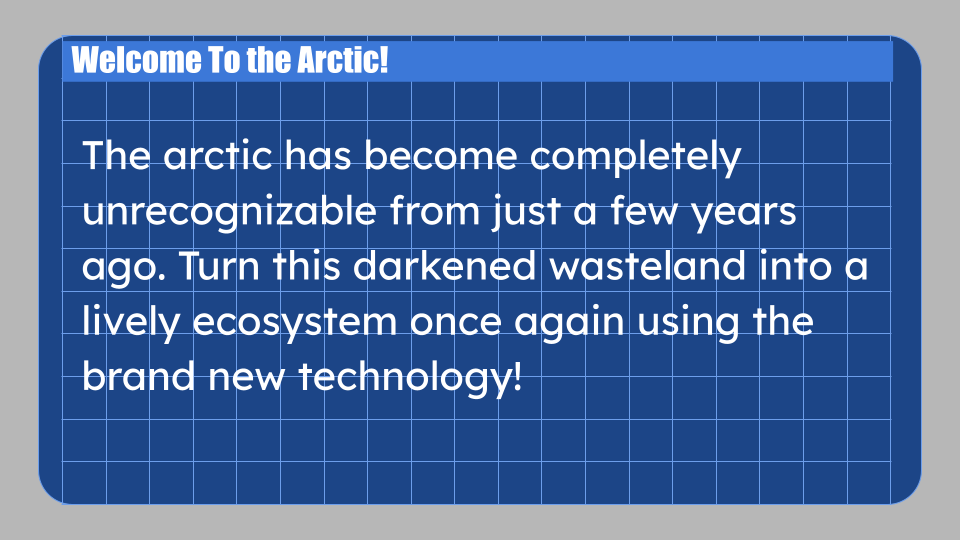 Welcome To the Arctic!
The arctic has become completely
unrecognizable from just a few years
ago. Turn this darkened wasteland into a
lively ecosystem once again using the
brand new technology!